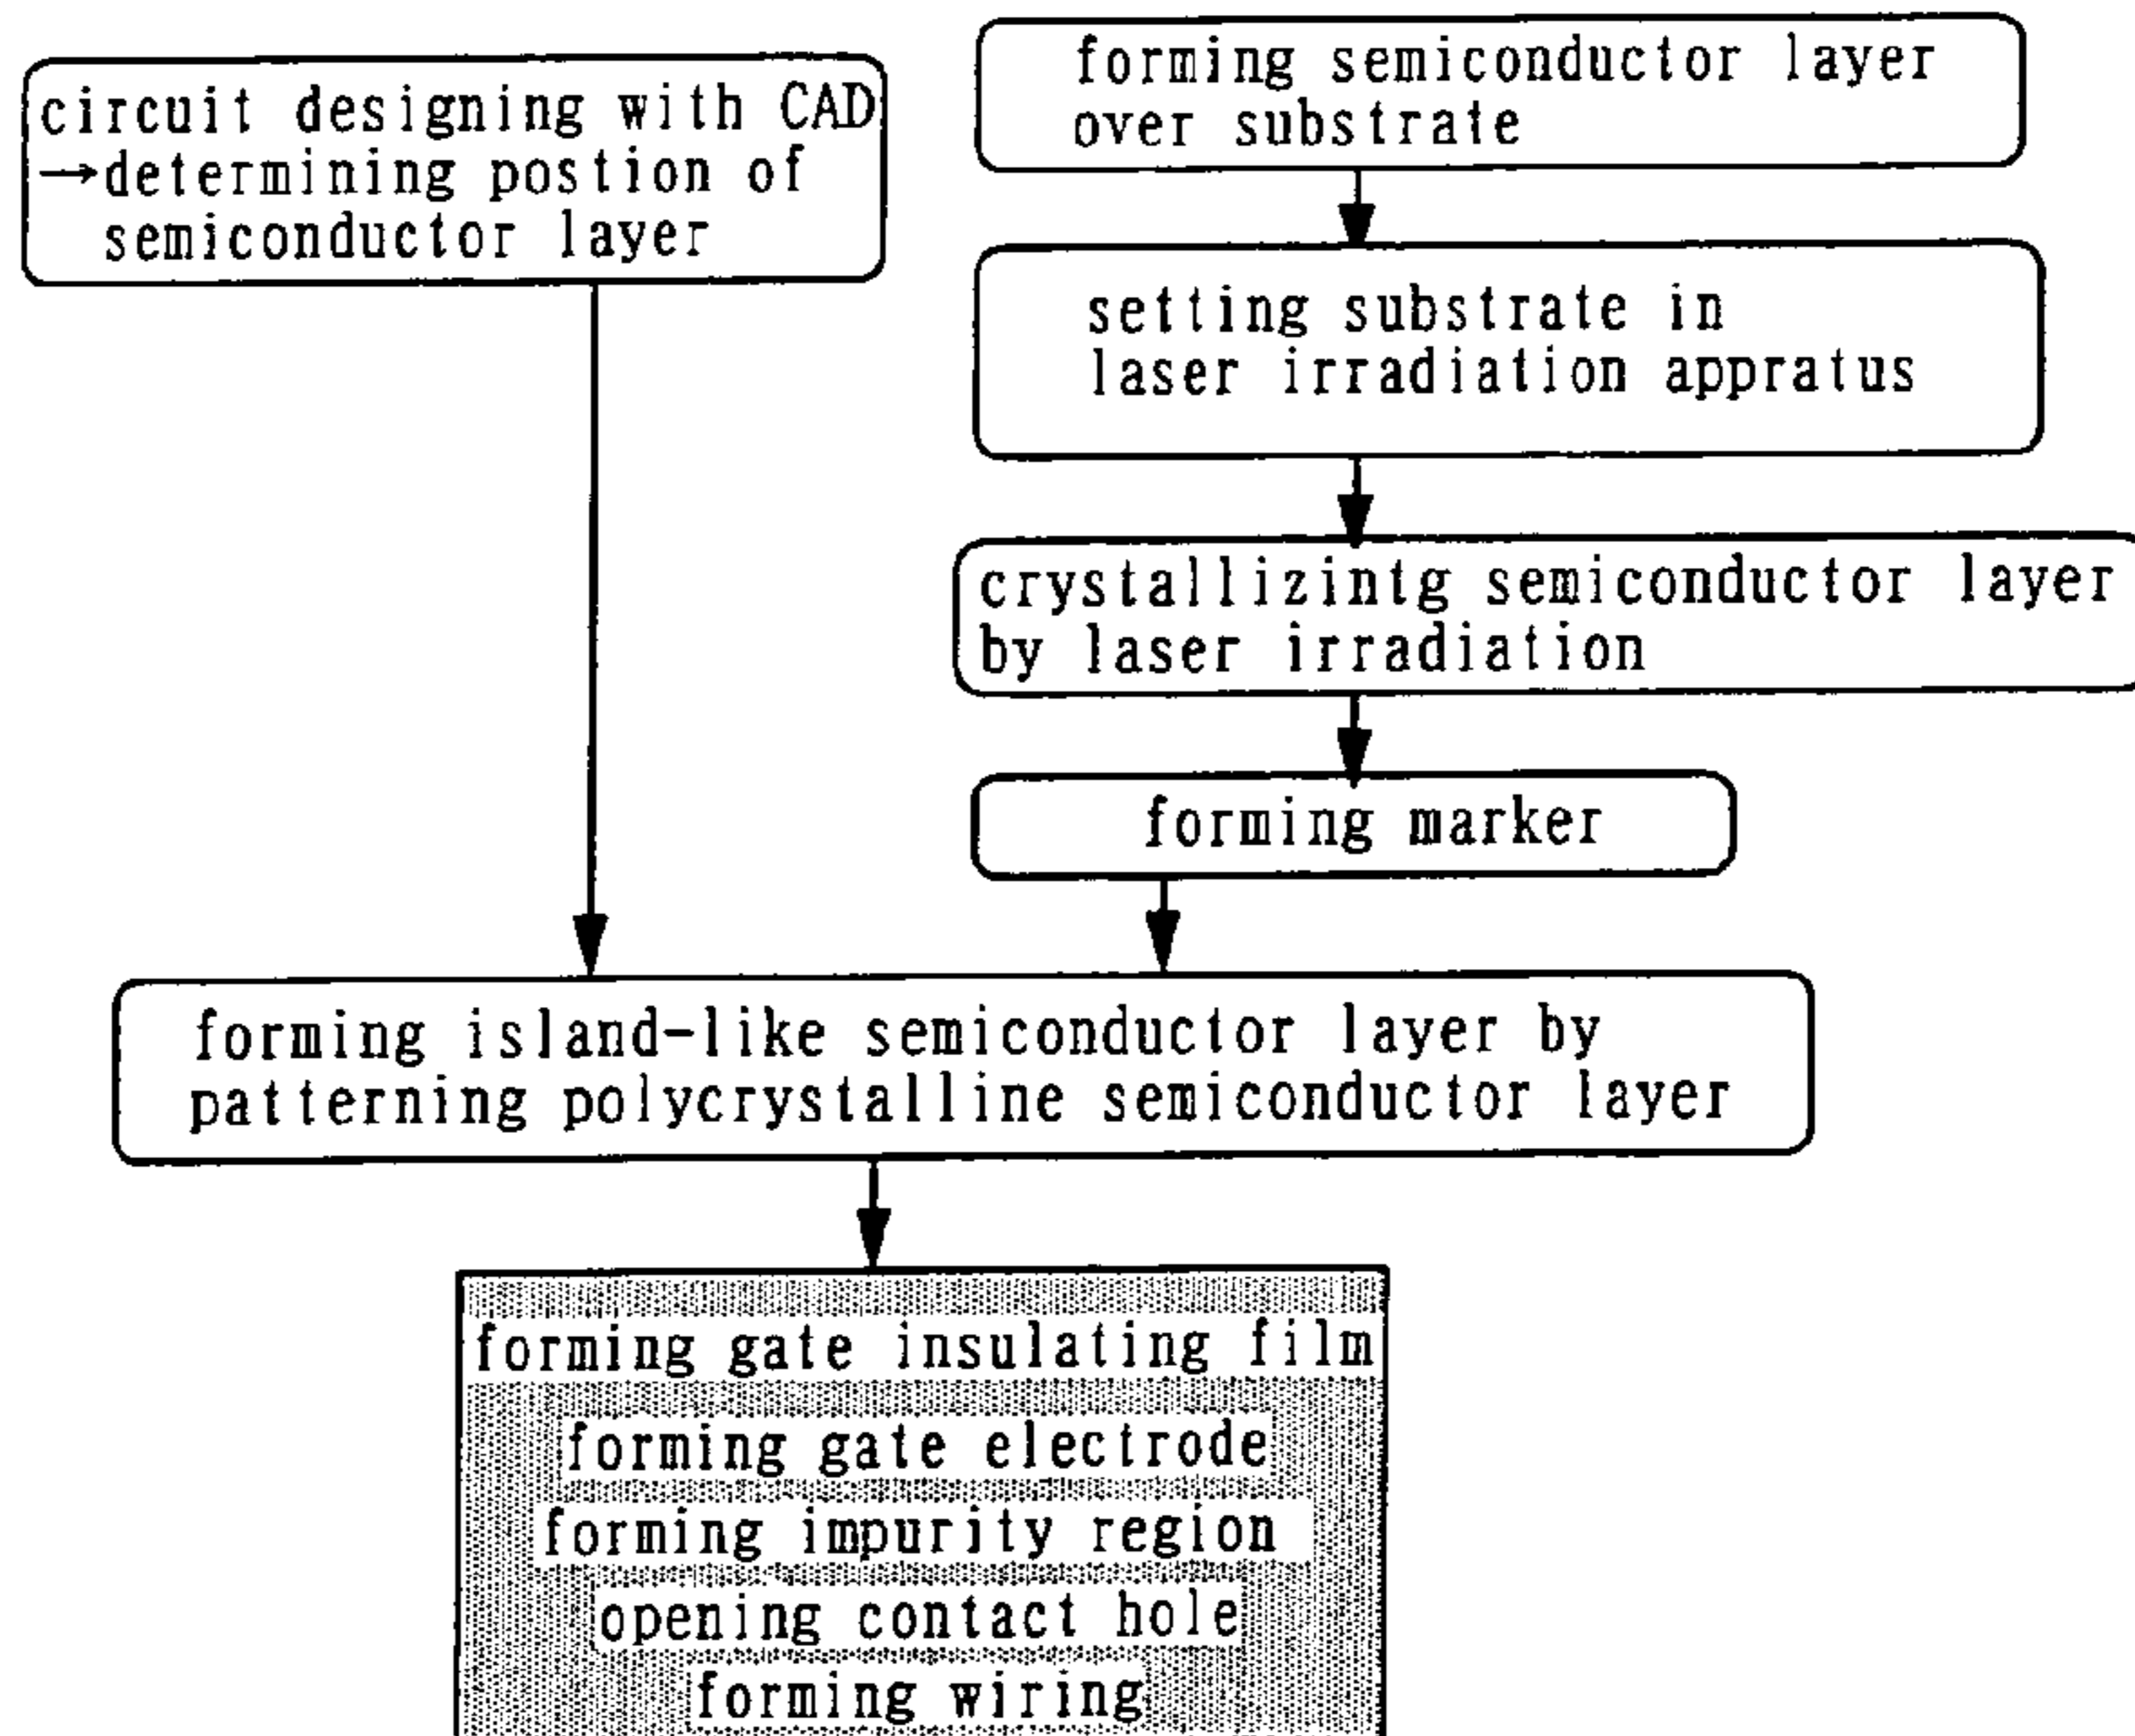 circuit designing with CAD
→determining postion of
semiconductor layer
forming semiconductor layer
over substrate
setting substrate in
laser irradiation appratus
crystallizintg semiconductor layer
by laser irradiation
forming marker
forming island-like semiconductor layer by
patterning polycrystalline semiconductor layer
forming gate insulating film
forming gate electrode
forming impurity region
opening contact hole
forming wiring